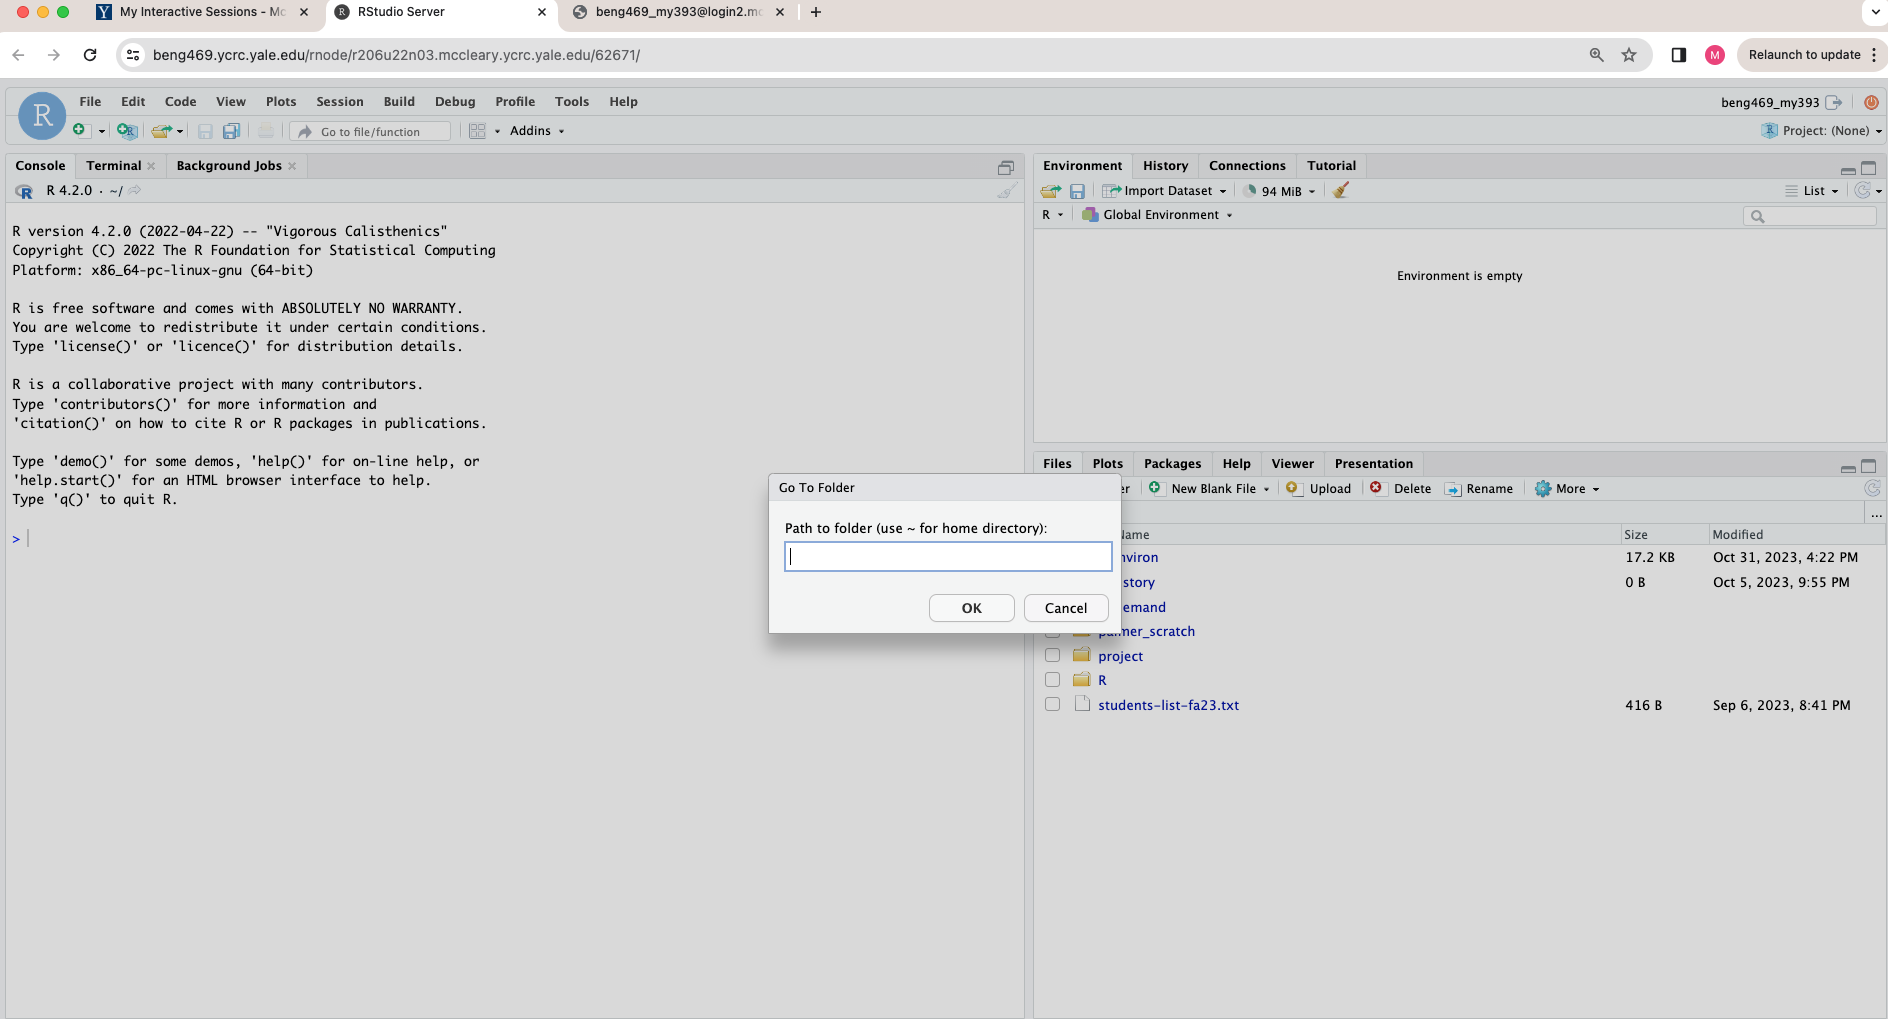 My Interactive Sessions - Mc
RStudio Server
beng469_my393@login2.mc
beng469.ycrc.yale.edu/rnode/r206u22n03.mccleary.ycrc.yale.edu/62671/
M
Relaunch to update
R
File Edit Code View Plots Session Build Debug Profile Tools Help
beng469_my393
Go to file/function
Addins
Project: (None)
Console Terminal Background Jobs
R 4.2.0 · ~/
R version 4.2.0 (2022-04-22) -- "Vigorous Calisthenics"
Copyright (C) 2022 The R Foundation for Statistical Computing
Platform: x86_64-pc-linux-gnu (64-bit)
R is free software and comes with ABSOLUTELY NO WARRANTY.
You are welcome to redistribute it under certain conditions.
Type 'license()' or 'licence()' for distribution details.
R is a collaborative project with many contributors.
Type 'contributors()' for more information and
'citation()' on how to cite R or R packages in publications.
Type 'demo()' for some demos, 'help()' for on-line help, or
'help.start()' for an HTML browser interface to help.
Type 'q()' to quit R.
>
Environment History Connections Tutorial
Import Dataset 94 MiB List
R Global Environment
Environment is empty
Files Plots Packages Help Viewer Presentation
er New Blank File Upload Delete Rename More
...
Name Size Modified
nviron 17.2 KB Oct 31, 2023, 4:22 PM
story 0 B Oct 5, 2023, 9:55 PM
emand
palmer_scratch
project
R
students-list-fa23.txt 416 B Sep 6, 2023, 8:41 PM
Go To Folder
Path to folder (use ~ for home directory):
OK Cancel